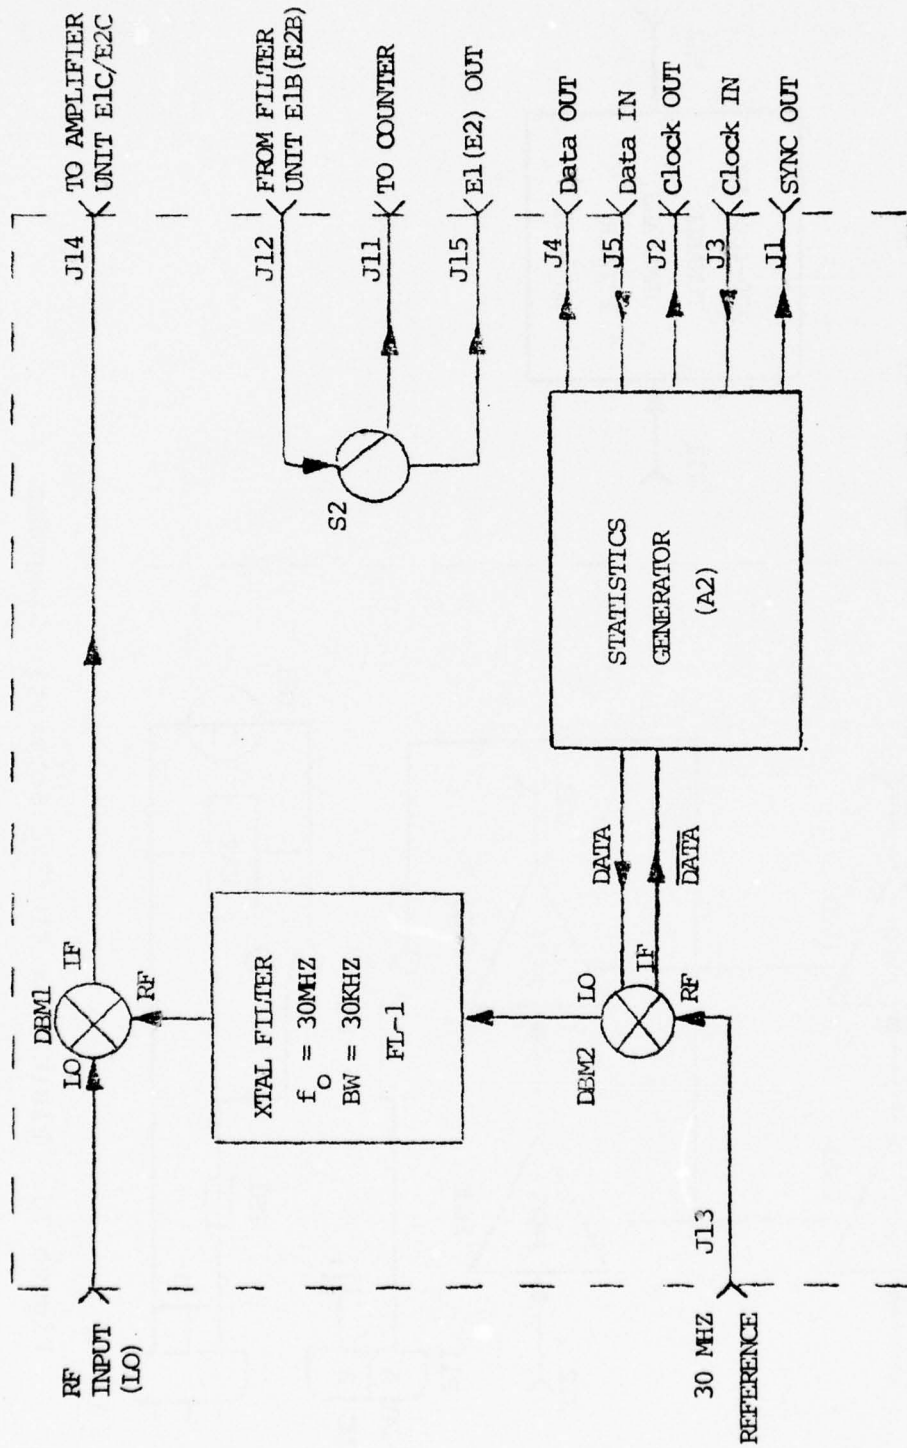 RF
INPUT
(LO)
LO
DBM1
IF
RF
J14
TO AMPLIFIER
UNIT E1C/E2C
XTAL FILTER
fo = 30MHZ
BW = 30KHZ
FL-1
S2
J12
FROM FILTER
UNIT E1B(E2B)
J11
TO COUNTER
J15
E1(E2) OUT
30 MHZ
REFERENCE
J13
DBM2
LO
IF
RF
DATA
D̅A̅T̅A̅
STATISTICS
GENERATOR
(A2)
J4
Data OUT
J5
Data IN
J2
Clock OUT
J3
Clock IN
J1
SYNC OUT